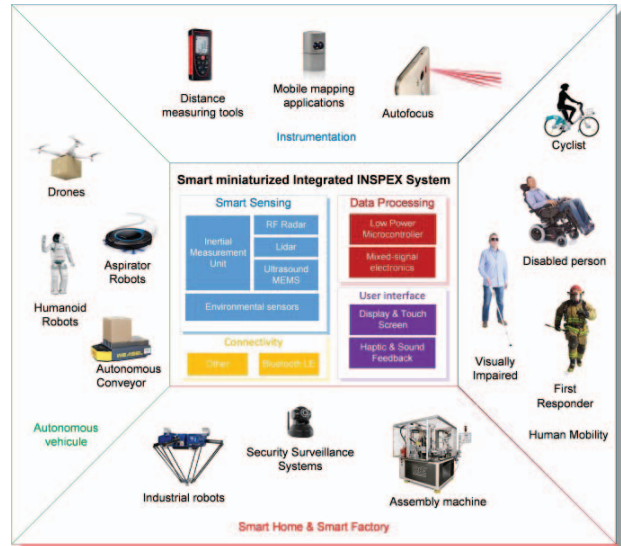 Distance
measuring tools
Mobile mapping
applications
Autofocus
Instrumentation
Cyclist
Drones
Smart miniaturized Integrated INSPEX System
Smart Sensing
Inertial
Measurement
Unit
RF Radar
Lidar
Ultrasound
MEMS
Environmental sensors
Data Processing
Low Power
Microcontroller
Mixed-signal
electronics
User interface
Display & Touch
Screen
Haptic & Sound
Feedback
Connectivity
Other
Bluetooth LE
Aspirator
Robots
Humanoid
Robots
Autonomous
Conveyor
Autonomous
vehicule
Disabled person
Visually
Impaired
First
Responder
Human Mobility
Industrial robots
Security Surveillance
Systems
Assembly machine
Smart Home & Smart Factory